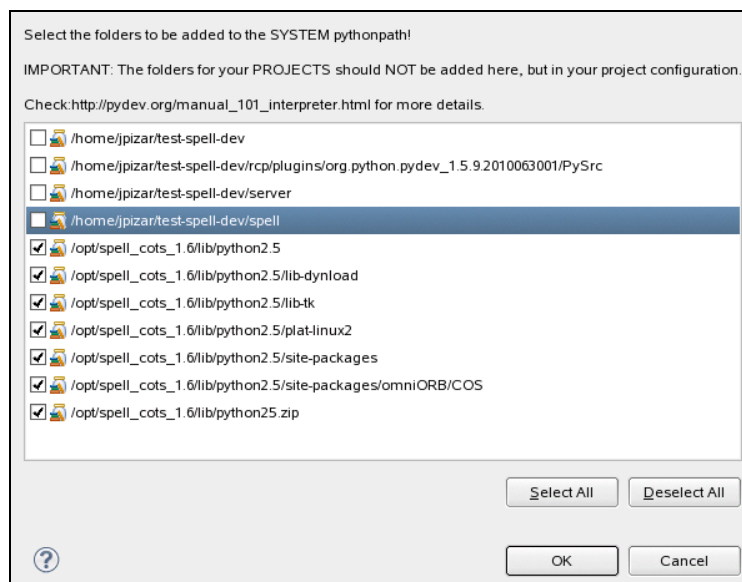 Select the folders to be added to the SYSTEM pythonpath!
IMPORTANT: The folders for your PROJECTS should NOT be added here, but in your project configuration.
Check:http://pydev.org/manual_101_interpreter.html for more details.
/home/jpizar/test-spell-dev
/home/jpizar/test-spell-dev/rcp/plugins/org.python.pydev_1.5.9.2010063001/PySrc
/home/jpizar/test-spell-dev/server
/home/jpizar/test-spell-dev/spell
/opt/spell_cots_1.6/lib/python2.5
/opt/spell_cots_1.6/lib/python2.5/lib-dynload
/opt/spell_cots_1.6/lib/python2.5/lib-tk
/opt/spell_cots_1.6/lib/python2.5/plat-linux2
/opt/spell_cots_1.6/lib/python2.5/site-packages
/opt/spell_cots_1.6/lib/python2.5/site-packages/omniORB/COS
/opt/spell_cots_1.6/lib/python25.zip
Select All Deselect All
? OK Cancel